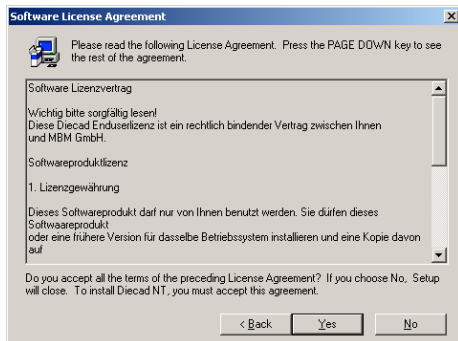 Software License Agreement
Please read the following License Agreement. Press the PAGE DOWN key to see
the rest of the agreement.
Software Lizenzvertrag
Wichtig bitte sorgfältig lesen!
Diese Diecad Enduserlizenz ist ein rechtlich bindender Vertrag zwischen Ihnen
und MBM GmbH.
Softwareproduktlizenz
1. Lizenzgewährung
Dieses Softwareprodukt darf nur von Ihnen benutzt werden. Sie dürfen dieses
Softwaareprodukt
oder eine frühere Version für dasselbe Betriebssystem installieren und eine Kopie davon
auf
Do you accept all the terms of the preceding License Agreement? If you choose No, Setup
will close. To install Diecad NT, you must accept this agreement.
< Back Yes No